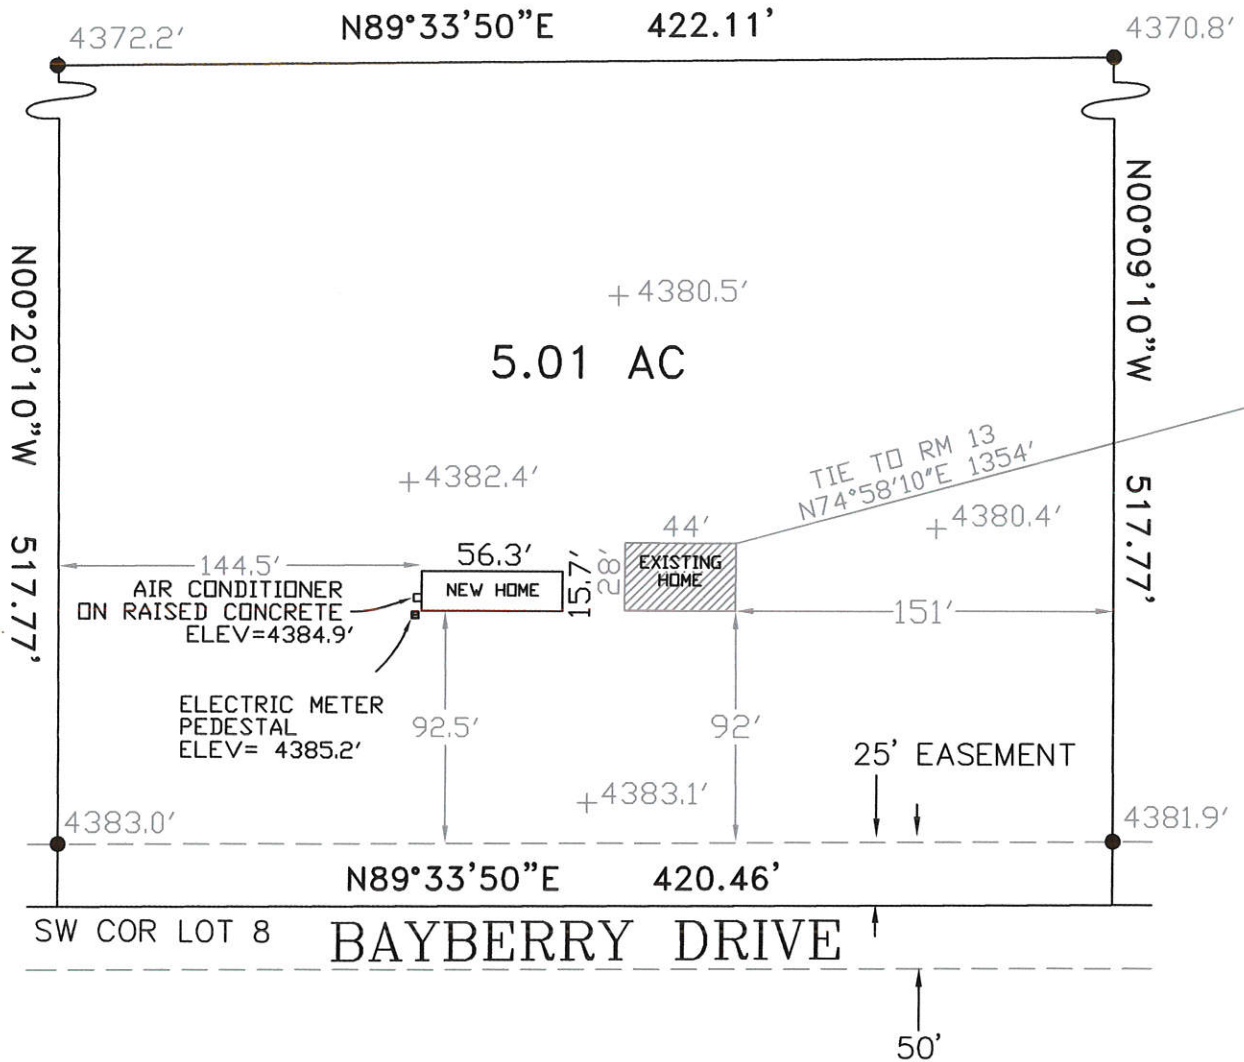 N89°33'50"E 422.11'
4372.2'
4370.8'
N00°20'10"W 517.77'
N00°09'10"W 517.77'
+4380.5'
5.01 AC
TIE TO RM 13
N74°58'10"E 1354'
+4382.4'
+4380.4'
44'
28'
EXISTING
HOME
144.5'
56.3'
15.7'
NEW HOME
AIR CONDITIONER
ON RAISED CONCRETE
ELEV=4384.9'
151'
ELECTRIC METER
PEDESTAL
ELEV= 4385.2'
92.5'
92'
25' EASEMENT
+4383.1'
4383.0'
4381.9'
N89°33'50"E 420.46'
SW COR LOT 8
BAYBERRY DRIVE
50'